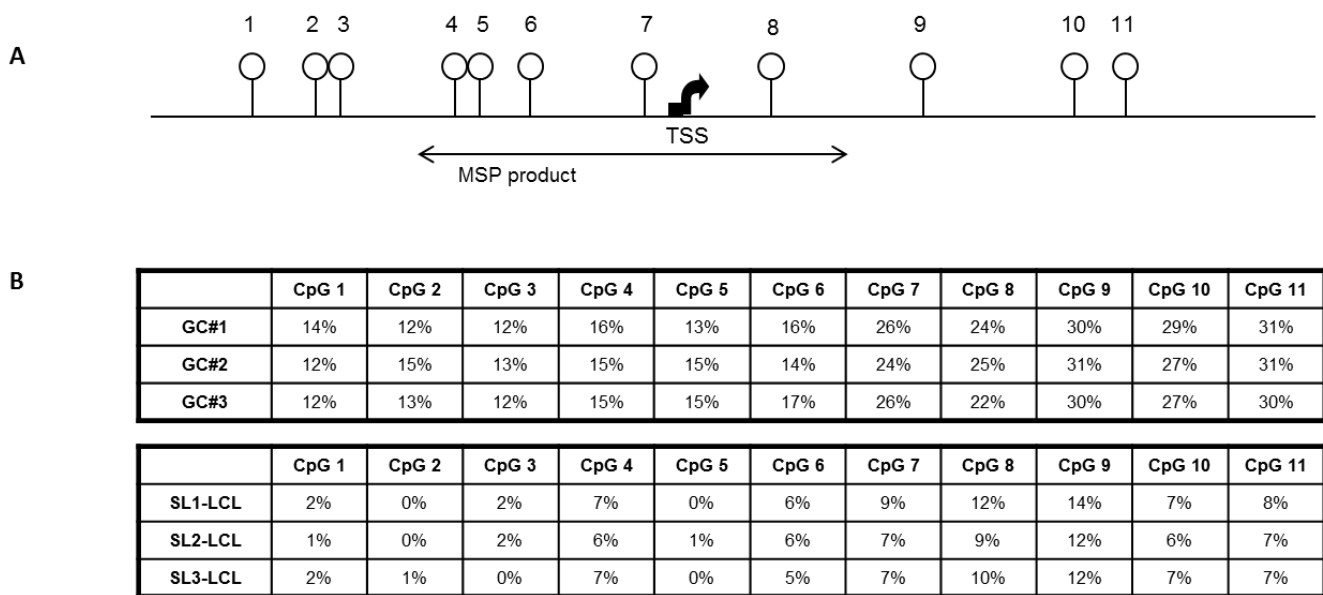 A
1 2 3 4 5 6 7 8 9 10 11
TSS
MSP product
B
CpG 1 CpG 2 CpG 3 CpG 4 CpG 5 CpG 6 CpG 7 CpG 8 CpG 9 CpG 10 CpG 11
GC#1 14% 12% 12% 16% 13% 16% 26% 24% 30% 29% 31%
GC#2 12% 15% 13% 15% 15% 14% 24% 25% 31% 27% 31%
GC#3 12% 13% 12% 15% 15% 17% 26% 22% 30% 27% 30%
CpG 1 CpG 2 CpG 3 CpG 4 CpG 5 CpG 6 CpG 7 CpG 8 CpG 9 CpG 10 CpG 11
SL1-LCL 2% 0% 2% 7% 0% 6% 9% 12% 14% 7% 8%
SL2-LCL 1% 0% 2% 6% 1% 6% 7% 9% 12% 6% 7%
SL3-LCL 2% 1% 0% 7% 0% 5% 7% 10% 12% 7% 7%